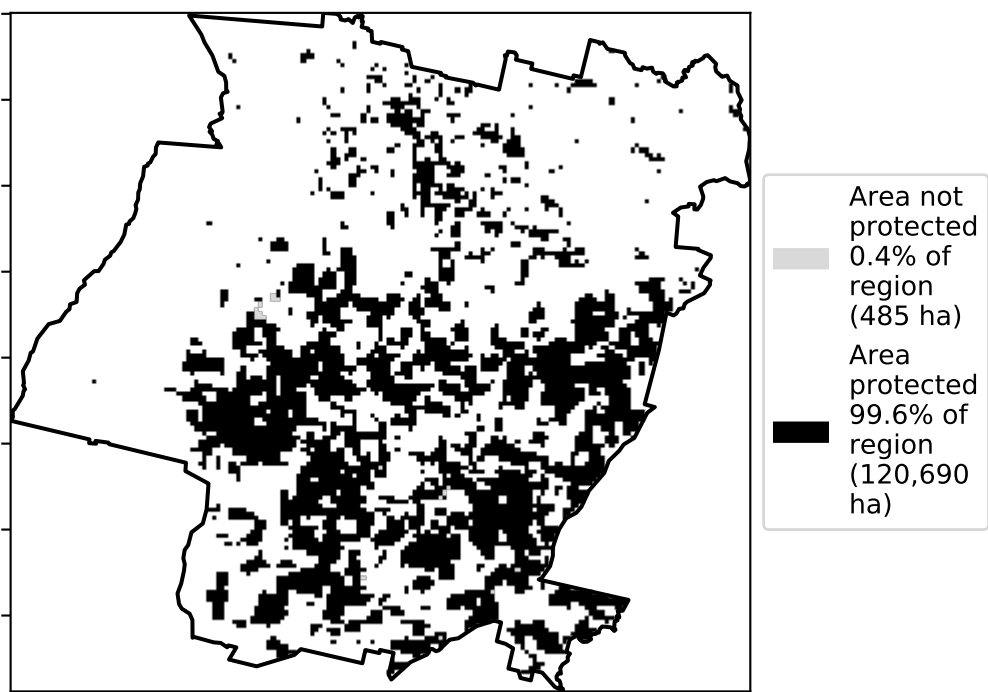 Area not
protected
0.4% of
region
(485 ha)
Area
protected
99.6% of
region
(120,690
ha)